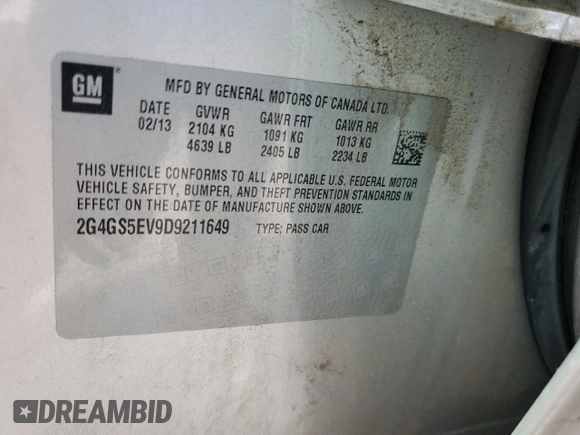 GM
MFD BY GENERAL MOTORS OF CANADA LTD.
DATE GVWR GAWR FRT GAWR RR
02/13 2104 KG 1091 KG 1013 KG
4639 LB 2405 LB 2234 LB
THIS VEHICLE CONFORMS TO ALL APPLICABLE U.S. FEDERAL MOTOR
VEHICLE SAFETY, BUMPER, AND THEFT PREVENTION STANDARDS IN
EFFECT ON THE DATE OF MANUFACTURE SHOWN ABOVE.
2G4GS5EV9D9211649 TYPE: PASS CAR
DREAMBID